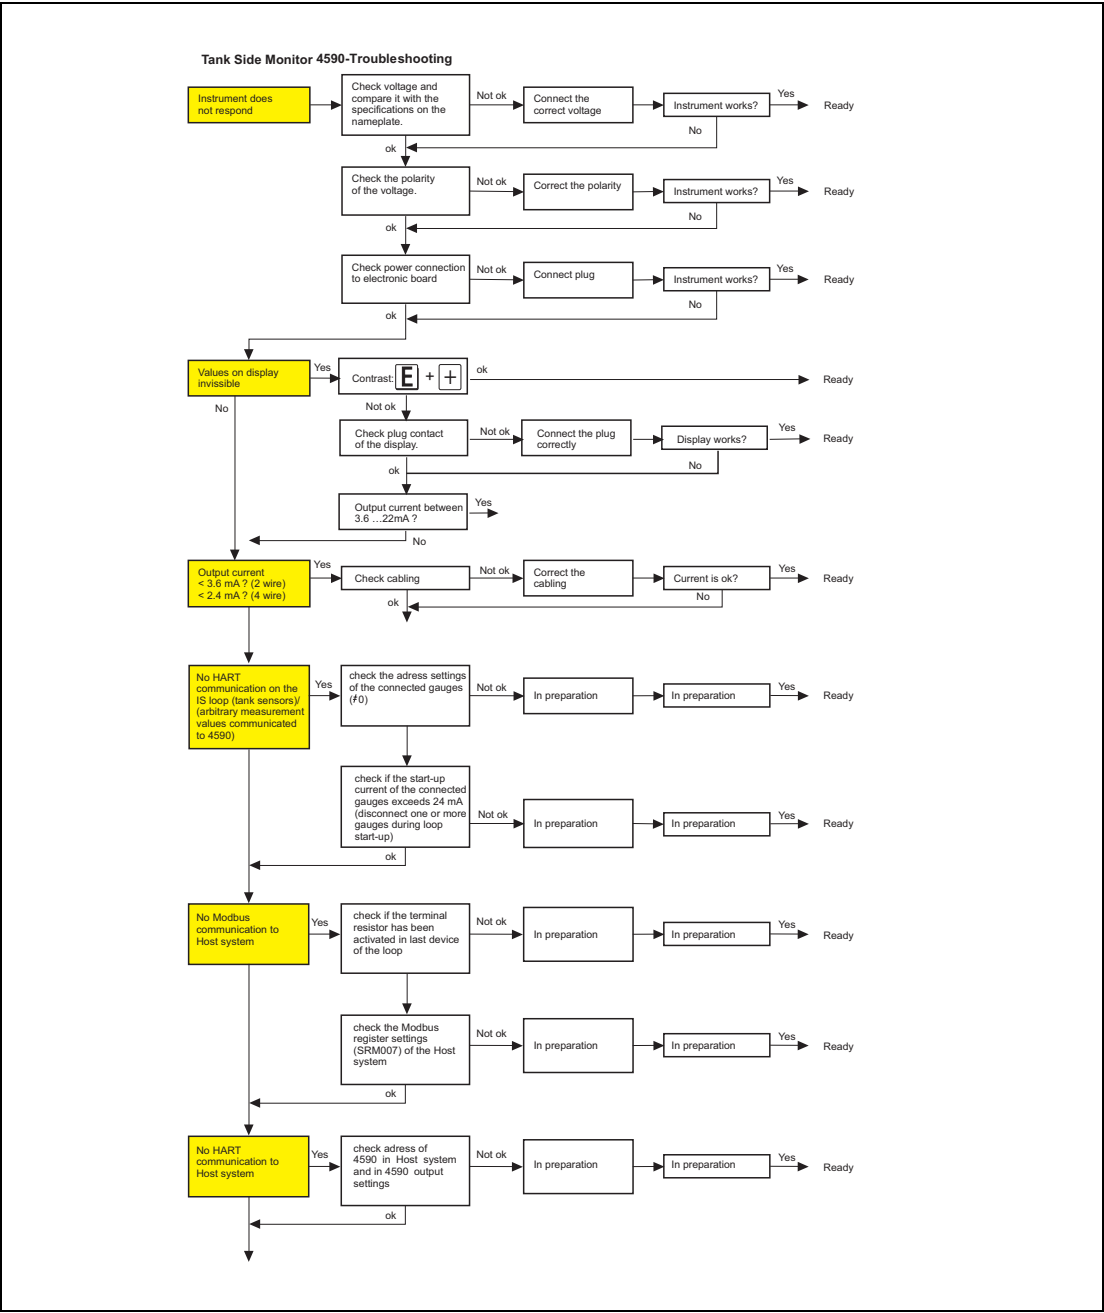 Tank Side Monitor 4590-Troubleshooting
Instrument does
not respond
Check voltage and
compare it with the
specifications on the
nameplate.
Not ok
Connect the
correct voltage
Instrument works?
Yes
Ready
No
ok
Check the polarity
of the voltage.
Not ok
Correct the polarity
Instrument works?
Yes
Ready
No
ok
Check power connection
to electronic board
Not ok
Connect plug
Instrument works?
Yes
Ready
No
ok
Values on display
invissible
Yes
Contrast: E + +
ok
Ready
No
Not ok
Check plug contact
of the display.
Not ok
Connect the plug
correctly
Display works?
Yes
Ready
No
ok
Output current between
3.6 ...22mA ?
Yes
No
Output current
< 3.6 mA ? (2 wire)
< 2.4 mA ? (4 wire)
Yes
Check cabling
Not ok
Correct the
cabling
Current is ok?
Yes
Ready
No
ok
No HART
communication on the
IS loop (tank sensors)/
(arbitrary measurement
values communicated
to 4590)
Yes
check the adress settings
of the connected gauges
(≠0)
Not ok
In preparation
In preparation
Yes
Ready
check if the start-up
current of the connected
gauges exceeds 24 mA
(disconnect one or more
gauges during loop
start-up)
Not ok
In preparation
In preparation
Yes
Ready
ok
No Modbus
communication to
Host system
Yes
check if the terminal
resistor has been
activated in last device
of the loop
Not ok
In preparation
In preparation
Yes
Ready
check the Modbus
register settings
(SRM007) of the Host
system
Not ok
In preparation
In preparation
Yes
Ready
ok
No HART
communication to
Host system
Yes
check adress of
4590 in Host system
and in 4590 output
settings
Not ok
In preparation
In preparation
Yes
Ready
ok